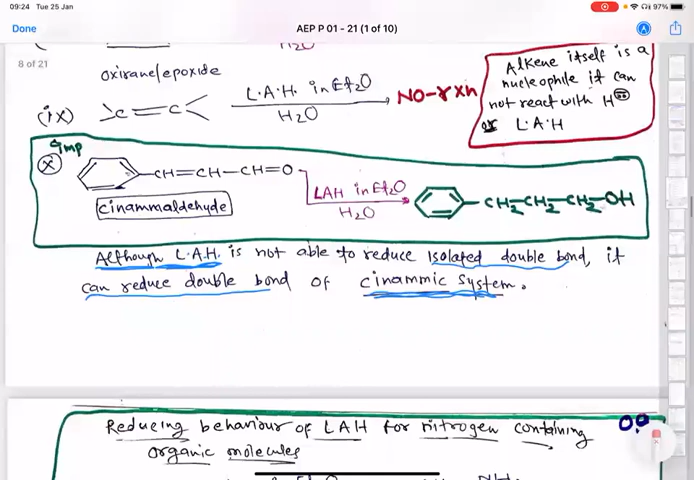 09:24 Tue 25 Jan
97%
Done
AEP P 01 - 21 (1 of 10)
8 of 21
H₂O
oxirane/epoxide
(ix) >C=C< L.A.H. in Et₂O
H₂O
NO-rxn
Alkene itself is a
nucleophile it can
not react with H⊖
or L.A.H
Imp
(X) CH=CH-CH=O
LAH in Et₂O
H₂O
CH₂-CH₂-CH₂-OH
cinammaldehyde
Although L.A.H. is not able to reduce isolated double bond, it
can reduce double bond of cinammic system.
Reducing behaviour of LAH for nitrogen containing
organic molecules